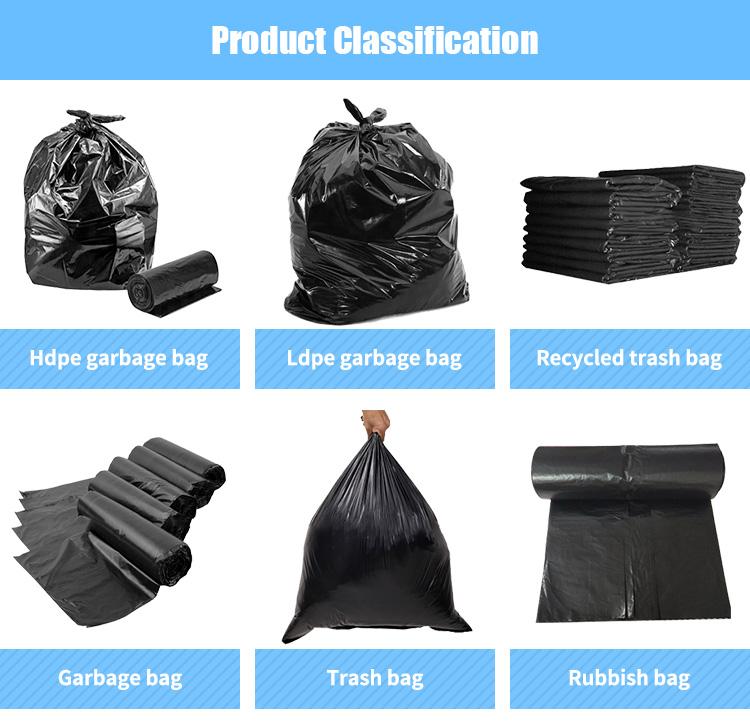 Product Classification
Hdpe garbage bag
Ldpe garbage bag
Recycled trash bag
Garbage bag
Trash bag
Rubbish bag